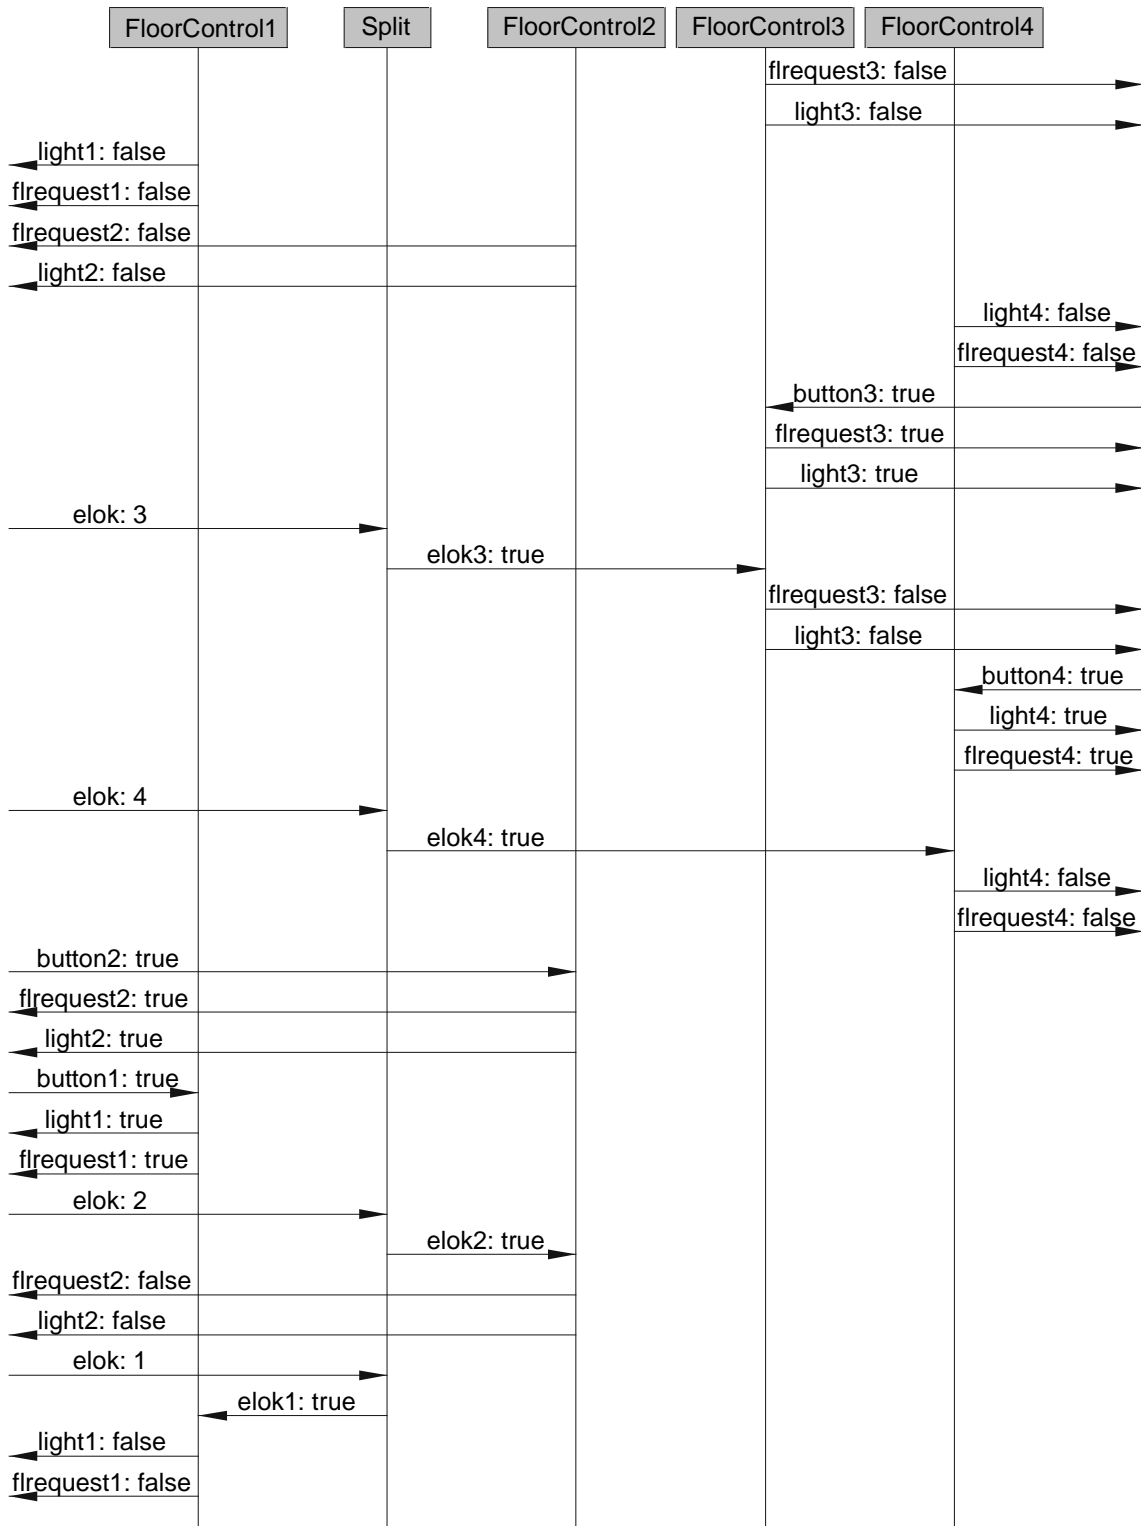 FloorControl1 Split FloorControl2 FloorControl3 FloorControl4
flrequest3: false
light3: false
light1: false
flrequest1: false
flrequest2: false
light2: false
light4: false
flrequest4: false
button3: true
flrequest3: true
light3: true
elok: 3
elok3: true
flrequest3: false
light3: false
button4: true
light4: true
flrequest4: true
elok: 4
elok4: true
light4: false
flrequest4: false
button2: true
flrequest2: true
light2: true
button1: true
light1: true
flrequest1: true
elok: 2
elok2: true
flrequest2: false
light2: false
elok: 1
elok1: true
light1: false
flrequest1: false